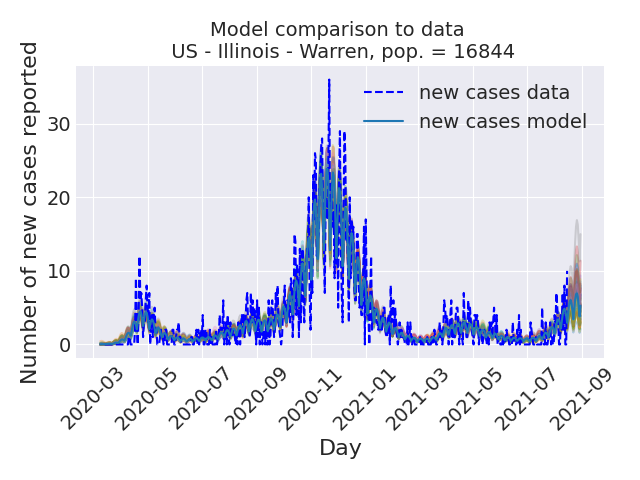 Model comparison to data
US - Illinois - Warren, pop. = 16844
Number of new cases reported
30
20
10
0
new cases data
new cases model
2020-03
2020-05
2020-07
2020-09
2020-11
2021-01
2021-03
2021-05
2021-07
2021-09
Day